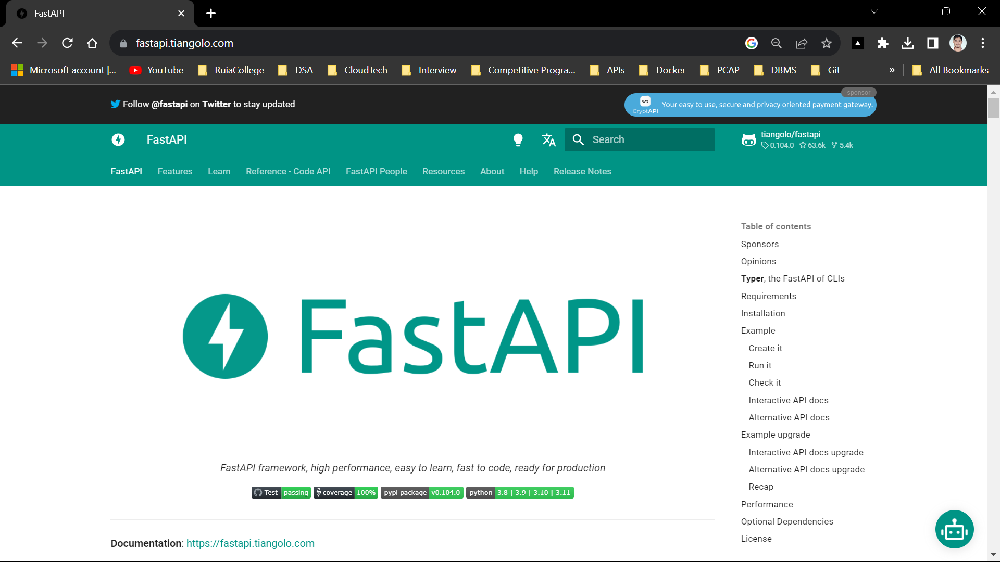 FastAPI
fastapi.tiangolo.com
Microsoft account |... YouTube RuiaCollege DSA CloudTech Interview Competitive Progra... APIs Docker PCAP DBMS Git » All Bookmarks
Follow @fastapi on Twitter to stay updated
sponsor
CryptAPI Your easy to use, secure and privacy oriented payment gateway.
FastAPI
Search
tiangolo/fastapi
0.104.0 63.6k 5.4k
FastAPI Features Learn Reference - Code API FastAPI People Resources About Help Release Notes
FastAPI
FastAPI framework, high performance, easy to learn, fast to code, ready for production
Test passing coverage 100% pypi package v0.104.0 python 3.8 | 3.9 | 3.10 | 3.11
Documentation: https://fastapi.tiangolo.com
Table of contents
Sponsors
Opinions
Typer, the FastAPI of CLIs
Requirements
Installation
Example
Create it
Run it
Check it
Interactive API docs
Alternative API docs
Example upgrade
Interactive API docs upgrade
Alternative API docs upgrade
Recap
Performance
Optional Dependencies
License